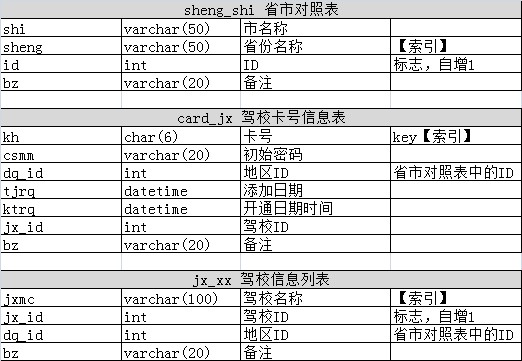 sheng_shi 省市对照表
shi varchar(50) 市名称
sheng varchar(50) 省份名称 【索引】
id int ID 标志，自增1
bz varchar(20) 备注
card_jx 驾校卡号信息表
kh char(6) 卡号 key【索引】
csmm varchar(20) 初始密码
dq_id int 地区ID 省市对照表中的ID
tjrq datetime 添加日期
ktrq datetime 开通日期时间
jx_id int 驾校ID
bz varchar(20) 备注
jx_xx 驾校信息列表
jxmc varchar(100) 驾校名称 【索引】
jx_id int 驾校ID 标志，自增1
dq_id int 地区ID 省市对照表中的ID
bz varchar(20) 备注